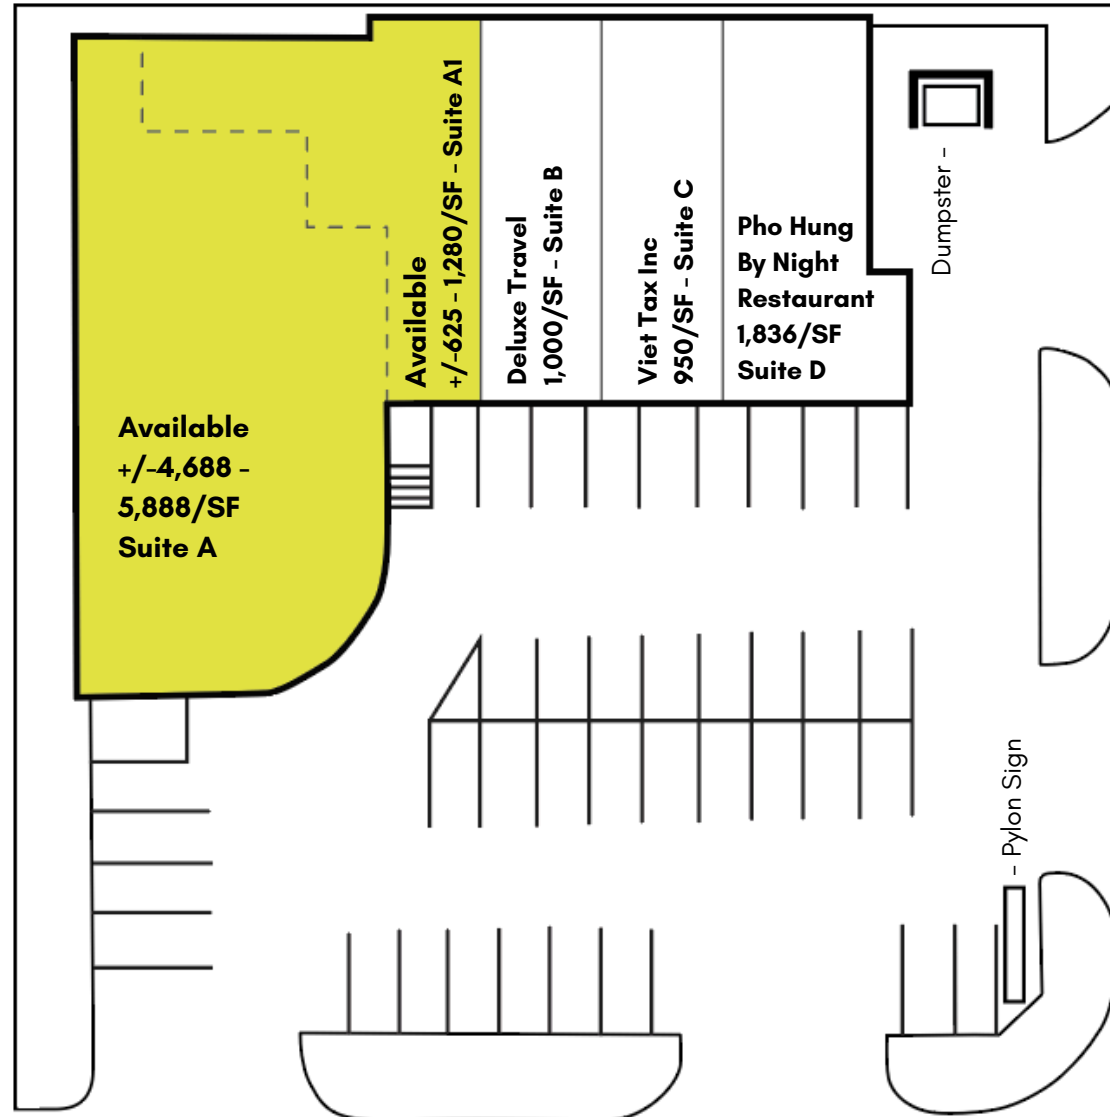 Available
+/-4,688 -
5,888/SF
Suite A
Available
+/-625 - 1,280/SF - Suite A1
Deluxe Travel
1,000/SF - Suite B
Viet Tax Inc
950/SF - Suite C
Pho Hung
By Night
Restaurant
1,836/SF
Suite D
Dumpster -
- Pylon Sign